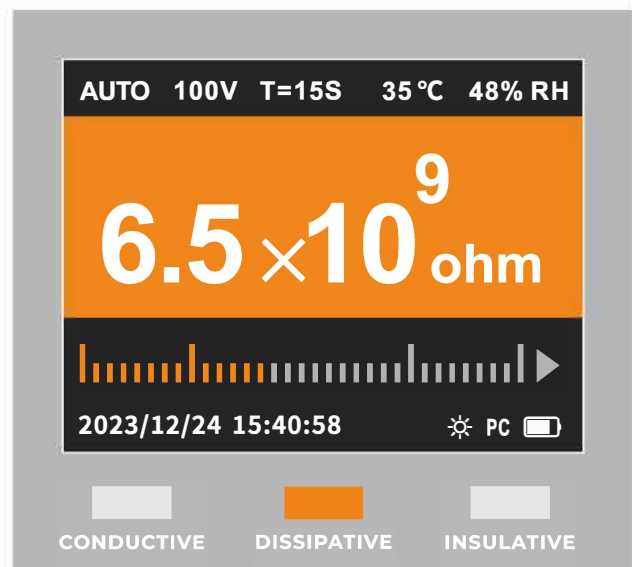 AUTO 100V T=15S 35℃ 48% RH
6.5×10⁹ ohm
2023/12/24 15:40:58 PC
CONDUCTIVE DISSIPATIVE INSULATIVE